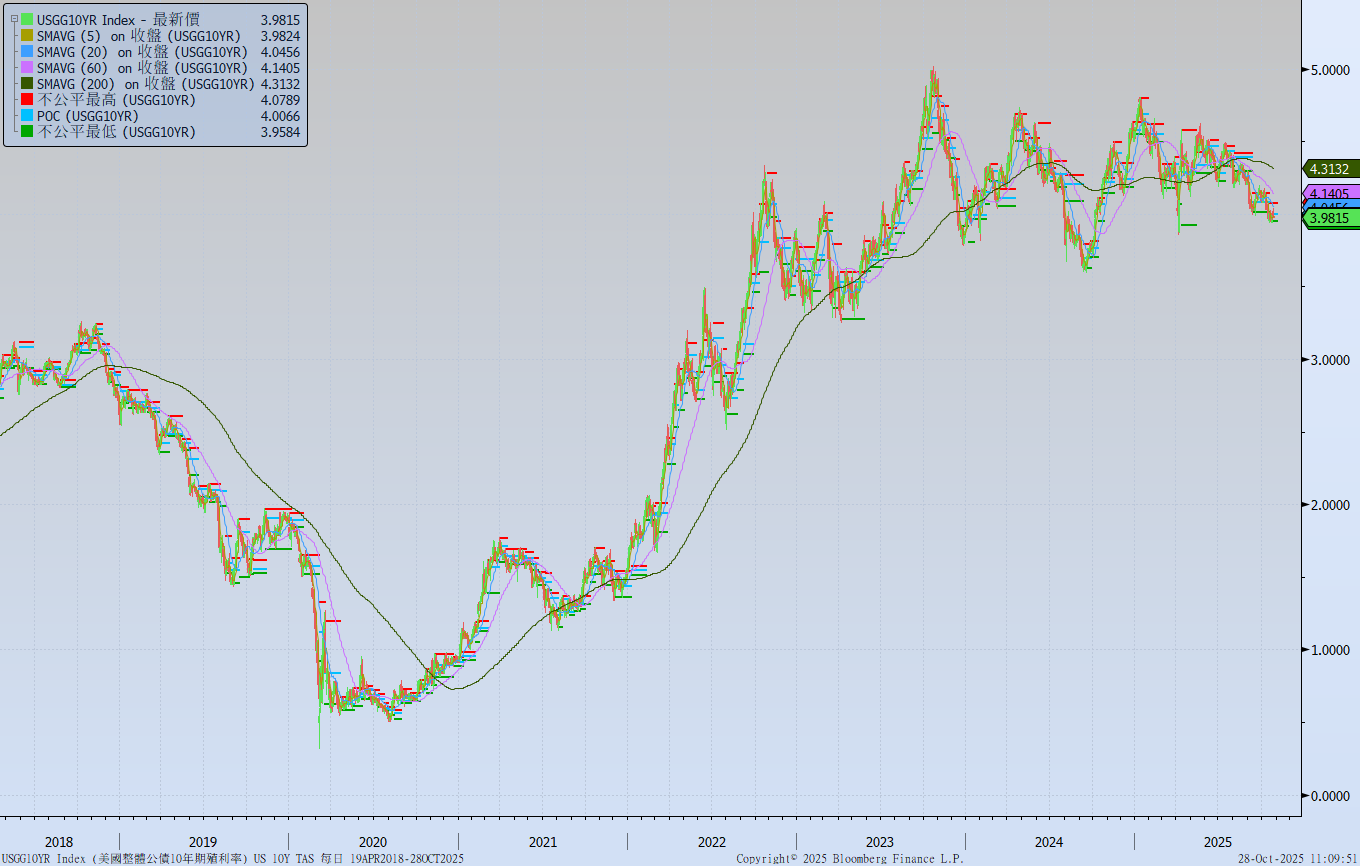 USGG10YR Index - 最新價 3.9815
SMAVG (5) on 收盤 (USGG10YR) 3.9824
SMAVG (20) on 收盤 (USGG10YR) 4.0456
SMAVG (60) on 收盤 (USGG10YR) 4.1405
SMAVG (200) on 收盤 (USGG10YR) 4.3132
不公平最高 (USGG10YR) 4.0789
POC (USGG10YR) 4.0066
不公平最低 (USGG10YR) 3.9584
5.0000
4.3132
4.1405
4.0456
3.9815
3.0000
2.0000
1.0000
0.0000
2018 2019 2020 2021 2022 2023 2024 2025
USGG10YR Index (美國整體公債10年期殖利率) US 10Y TAS 每日 19APR2018-28OCT2025 Copyright© 2025 Bloomberg Finance L.P. 28-Oct-2025 11:09:51